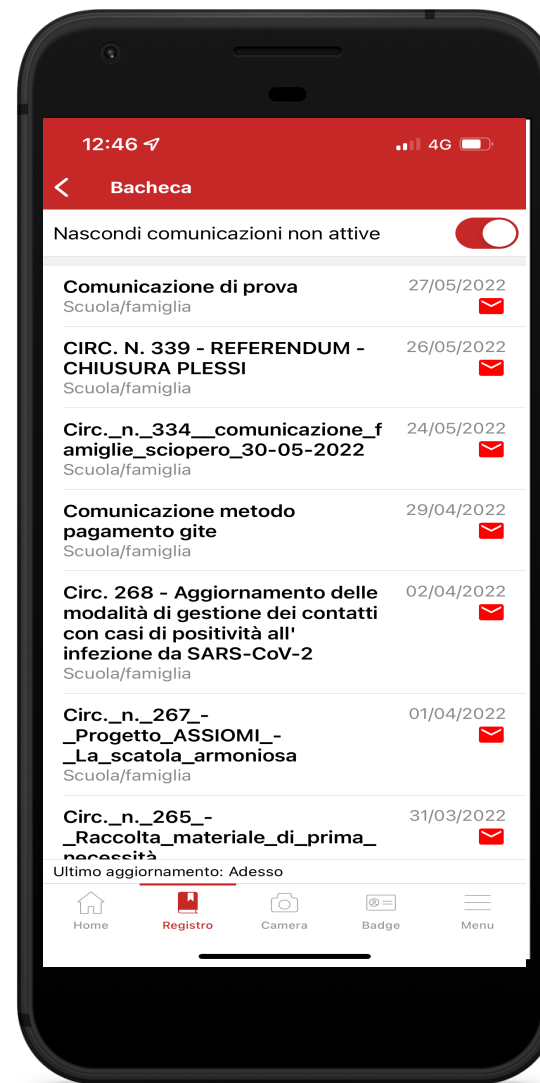 12:46
4G
Bacheca
Nascondi comunicazioni non attive
Comunicazione di prova
27/05/2022
Scuola/famiglia
CIRC. N. 339 - REFERENDUM -
26/05/2022
CHIUSURA PLESSI
Scuola/famiglia
Circ._n._334__comunicazione_f
24/05/2022
amiglie_sciopero_30-05-2022
Scuola/famiglia
Comunicazione metodo
29/04/2022
pagamento gite
Scuola/famiglia
Circ. 268 - Aggiornamento delle
02/04/2022
modalità di gestione dei contatti
con casi di positività all'
infezione da SARS-CoV-2
Scuola/famiglia
Circ._n._267_-
01/04/2022
_Progetto_ASSIOMI_-
_La_scatola_armoniosa
Scuola/famiglia
Circ._n._265_-
31/03/2022
_Raccolta_materiale_di_prima_
necessità
Ultimo aggiornamento: Adesso
Home
Registro
Camera
Badge
Menu